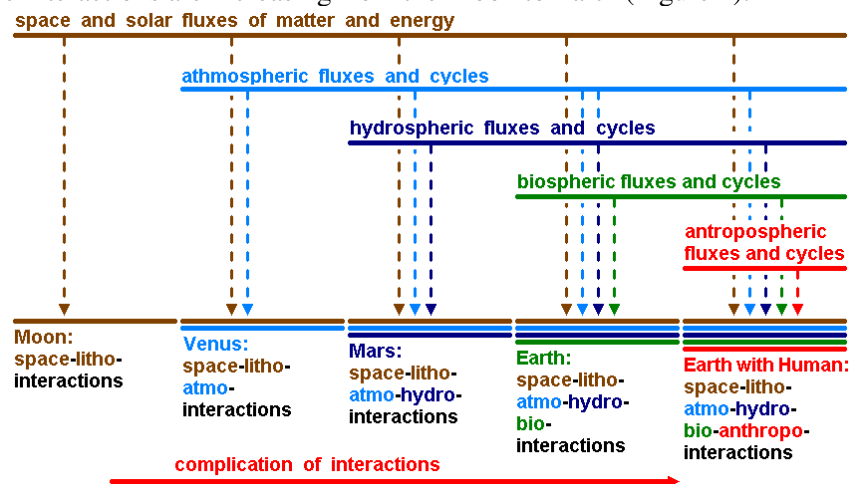 space and solar fluxes of matter and energy
athmospheric fluxes and cycles
hydrospheric fluxes and cycles
biospheric fluxes and cycles
antropospheric
fluxes and cycles
Moon:
space-litho-
interactions
Venus:
space-litho-
atmo-
interactions
Mars:
space-litho-
atmo-hydro-
interactions
Earth:
space-litho-
atmo-hydro-
bio-
interactions
Earth with Human:
space-litho-
atmo-hydro-
bio-anthropo-
interactions
complication of interactions